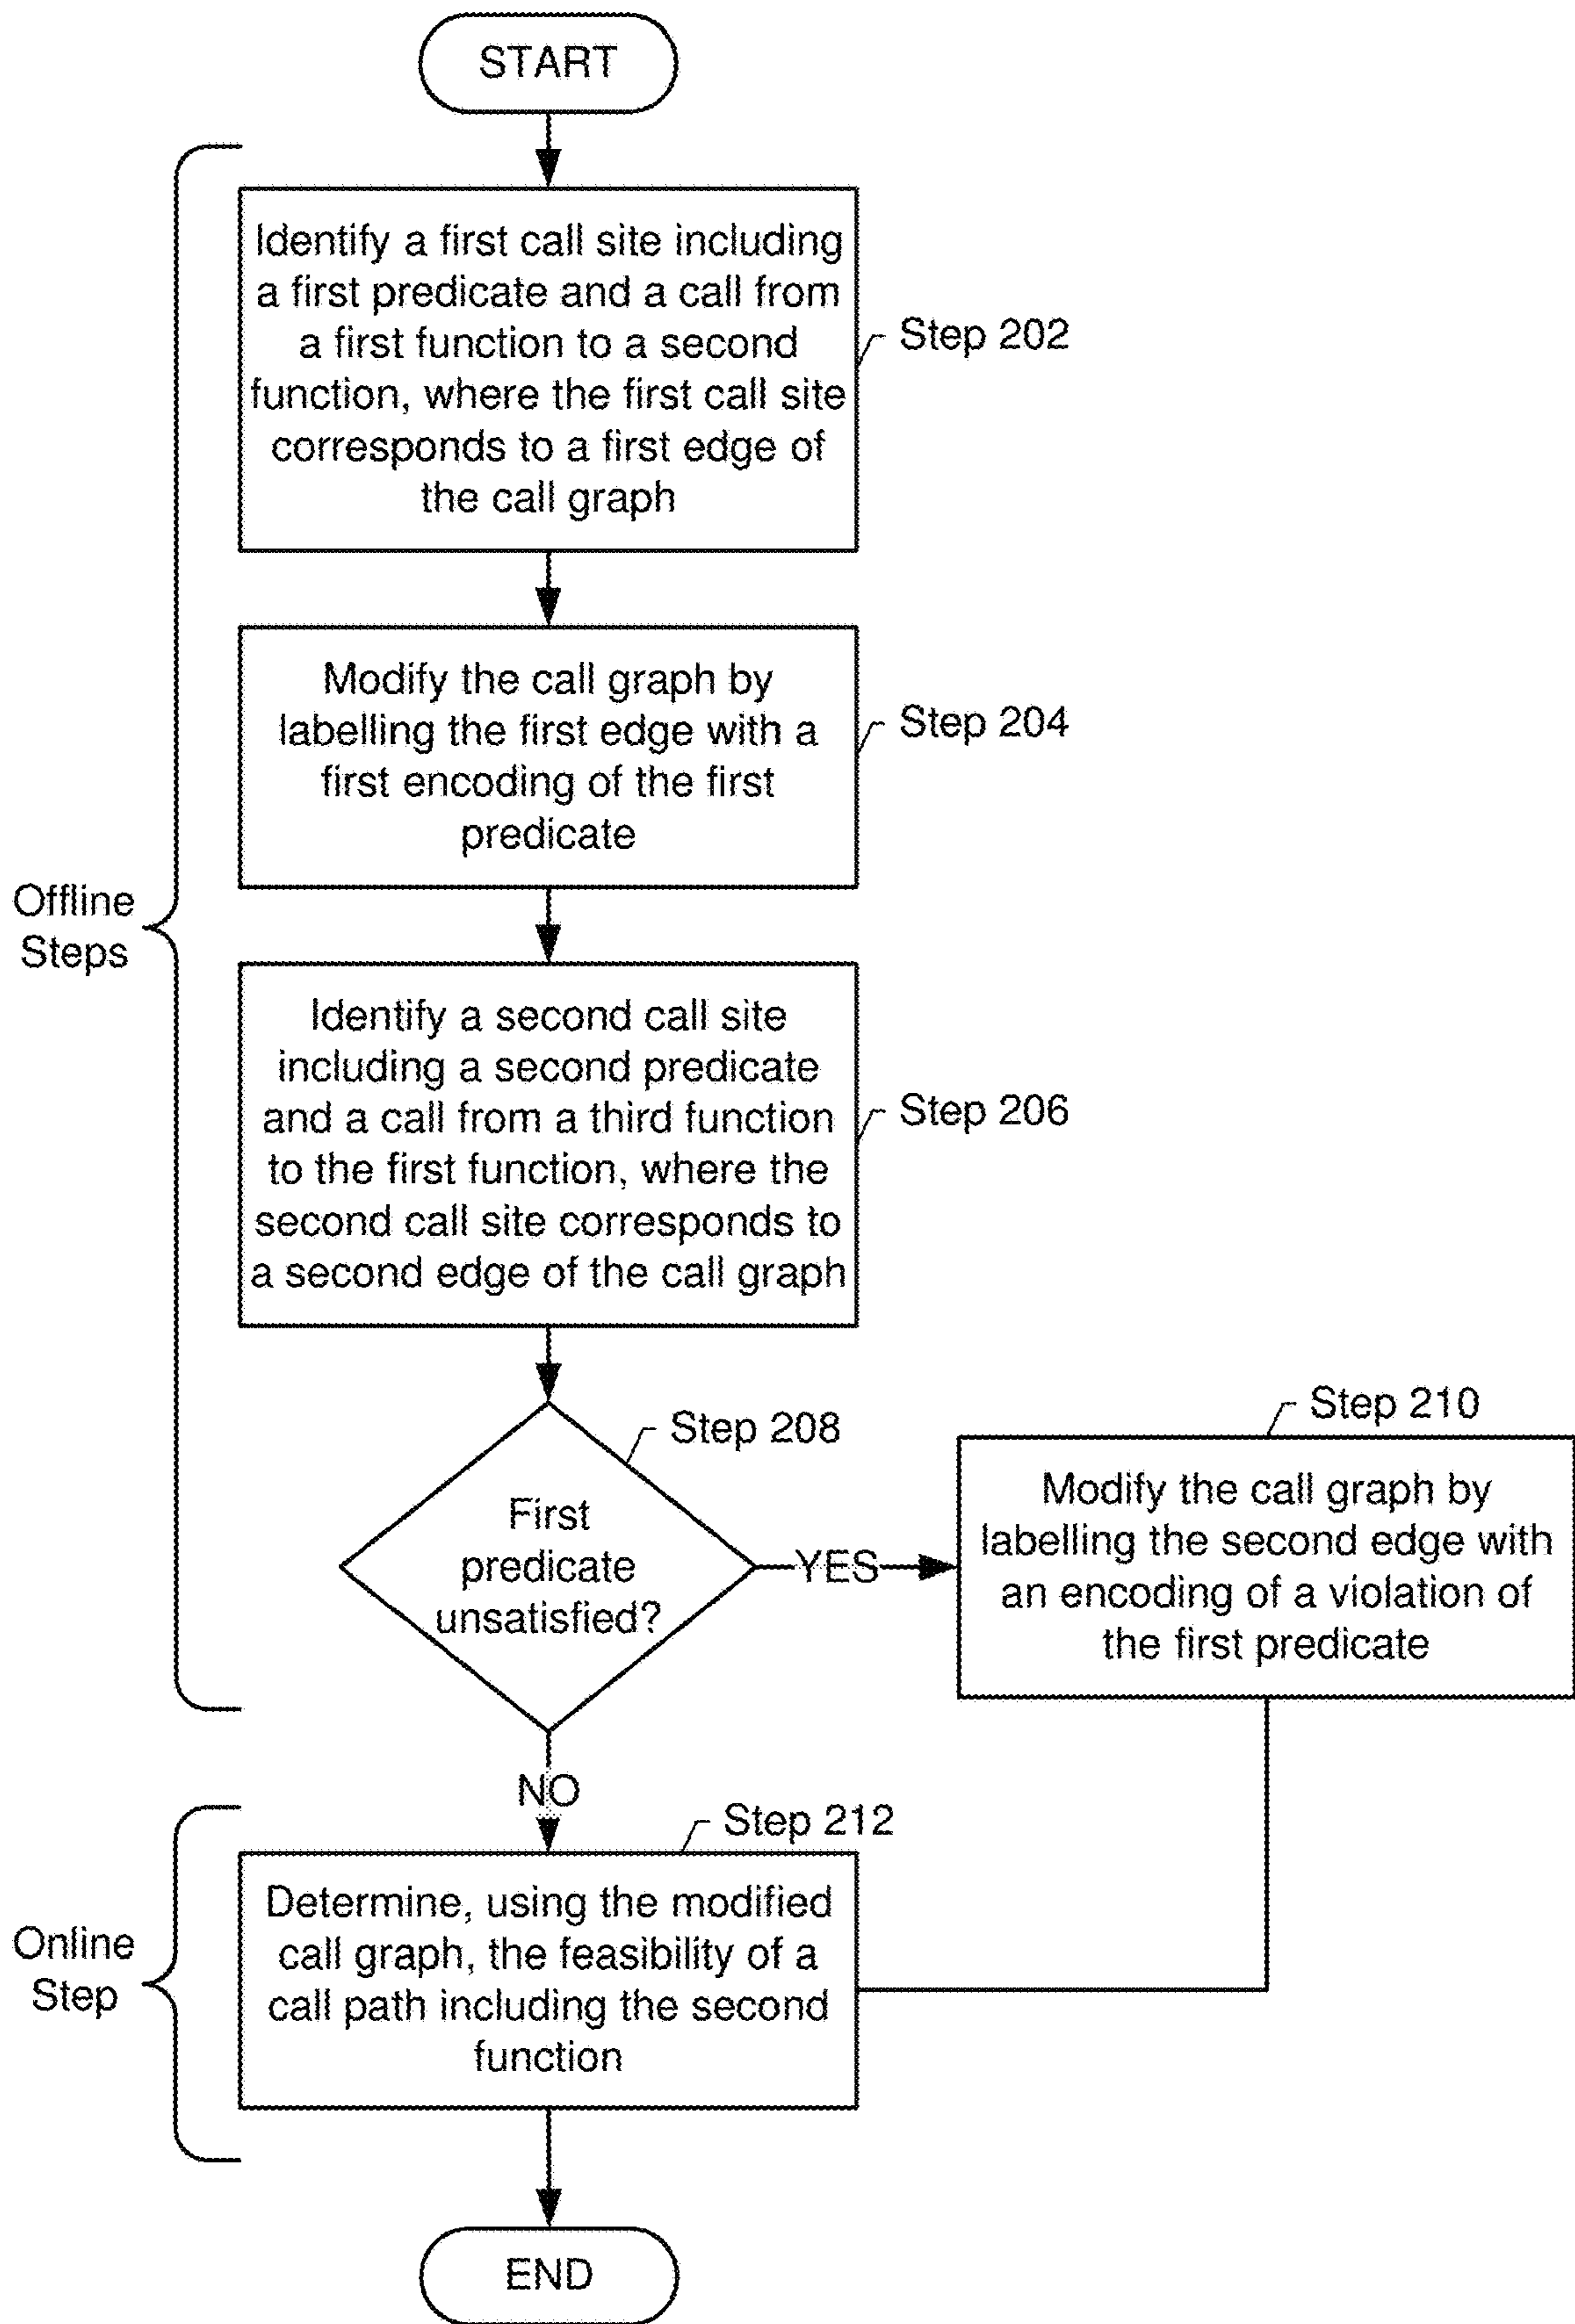 START
Identify a first call site including
a first predicate and a call from
a first function to a second
function, where the first call site
corresponds to a first edge of
the call graph
Step 202
Modify the call graph by
labelling the first edge with a
first encoding of the first
predicate
Step 204
Offline
Steps
Identify a second call site
including a second predicate
and a call from a third function
to the first function, where the
second call site corresponds to
a second edge of the call graph
Step 206
Step 208
First
predicate
unsatisfied?
YES
Step 210
Modify the call graph by
labelling the second edge with
an encoding of a violation of
the first predicate
NO
Step 212
Online
Step
Determine, using the modified
call graph, the feasibility of a
call path including the second
function
END